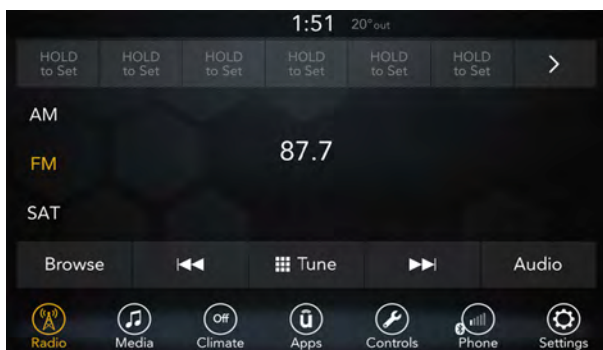 1:51 20°out
HOLD to Set HOLD to Set HOLD to Set HOLD to Set HOLD to Set HOLD to Set
AM
87.7
FM
SAT
Browse Tune Audio
Off ū
Radio Media Climate Apps Controls Phone Settings